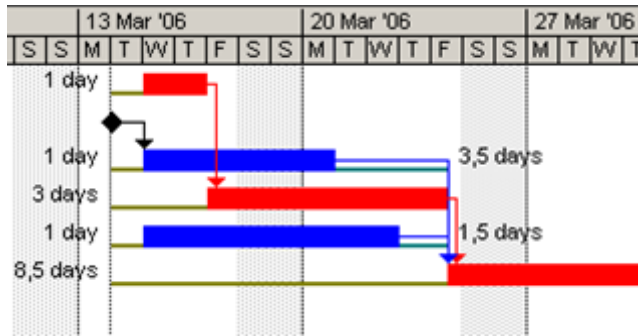 13 Mar '06 20 Mar '06 27 Mar '06
S S M T W T F S S M T W T F S S M T W T
1 day
1 day 3,5 days
3 days
1 day 1,5 days
8,5 days